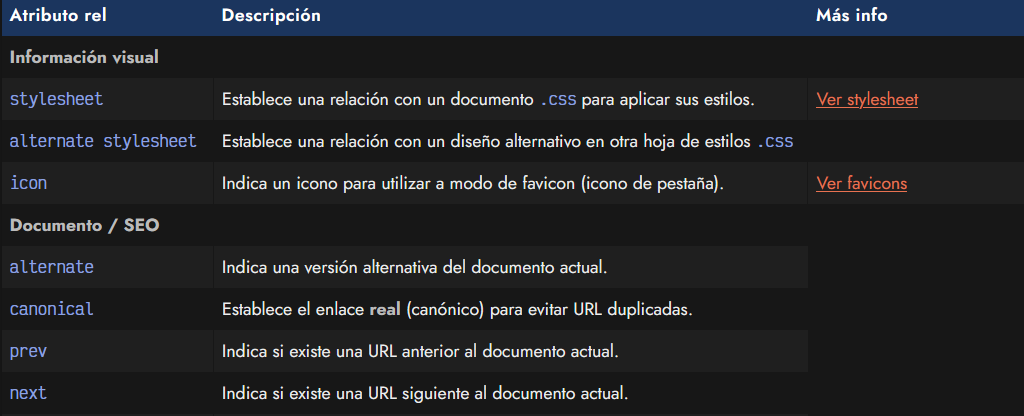 Atributo rel Descripción Más info
Información visual
stylesheet Establece una relación con un documento .css para aplicar sus estilos. Ver stylesheet
alternate stylesheet Establece una relación con un diseño alternativo en otra hoja de estilos .css
icon Indica un icono para utilizar a modo de favicon (icono de pestaña). Ver favicons
Documento / SEO
alternate Indica una versión alternativa del documento actual.
canonical Establece el enlace real (canónico) para evitar URL duplicadas.
prev Indica si existe una URL anterior al documento actual.
next Indica si existe una URL siguiente al documento actual.